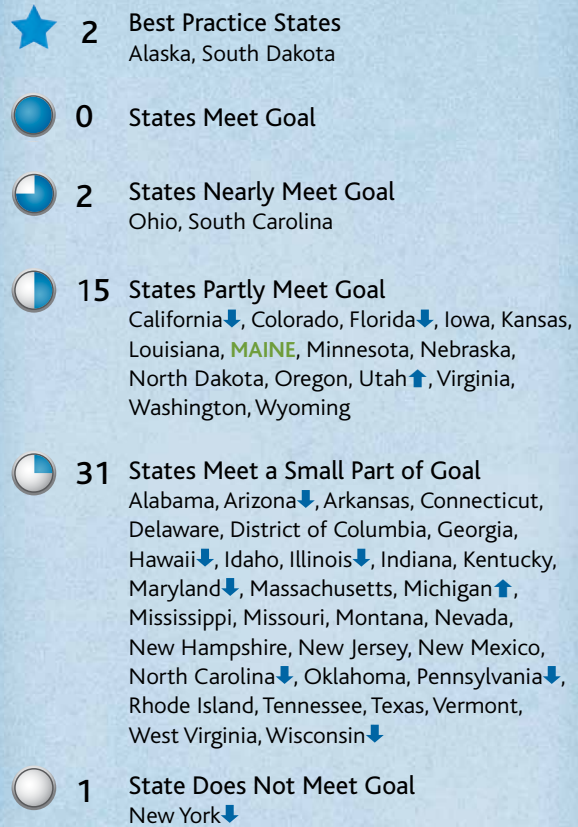 2 Best Practice States
Alaska, South Dakota
0 States Meet Goal
2 States Nearly Meet Goal
Ohio, South Carolina
15 States Partly Meet Goal
California⬇, Colorado, Florida⬇, Iowa, Kansas,
Louisiana, MAINE, Minnesota, Nebraska,
North Dakota, Oregon, Utah⬆, Virginia,
Washington, Wyoming
31 States Meet a Small Part of Goal
Alabama, Arizona⬇, Arkansas, Connecticut,
Delaware, District of Columbia, Georgia,
Hawaii⬇, Idaho, Illinois⬇, Indiana, Kentucky,
Maryland⬇, Massachusetts, Michigan⬆,
Mississippi, Missouri, Montana, Nevada,
New Hampshire, New Jersey, New Mexico,
North Carolina⬇, Oklahoma, Pennsylvania⬇,
Rhode Island, Tennessee, Texas, Vermont,
West Virginia, Wisconsin⬇
1 State Does Not Meet Goal
New York⬇